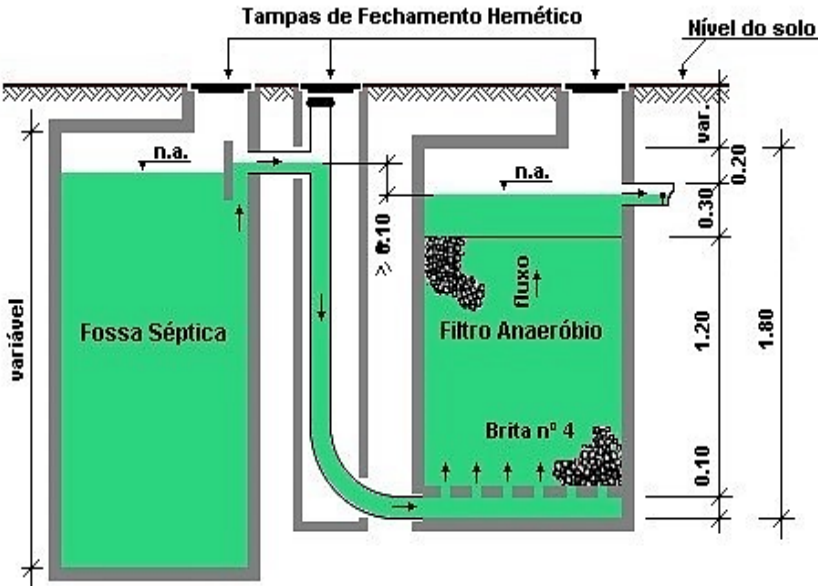 Tampas de Fechamento Hemético
Nível do solo
n.a.
n.a.
var.
0.20
0.30
≥ 0.10
fluxo
variável
Fossa Séptica
Filtro Anaeróbio
1.20
1.80
Brita nº 4
0.10